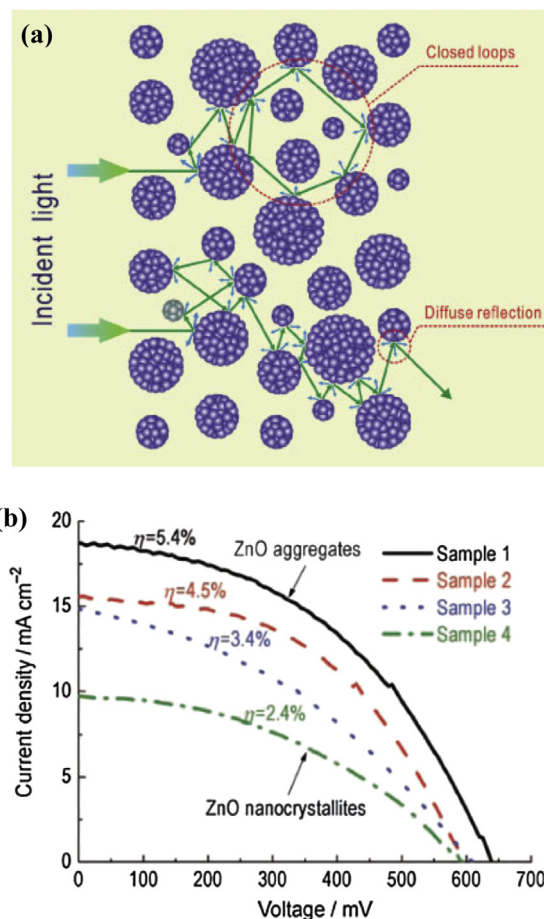 (a)
Closed loops
Incident light
Diffuse reflection
(b)
20
15
10
5
0
Current density / mA cm⁻²
η=5.4%
ZnO aggregates
η=4.5%
η=3.4%
η=2.4%
ZnO nanocrystallites
Sample 1
Sample 2
Sample 3
Sample 4
0 100 200 300 400 500 600 700
Voltage / mV